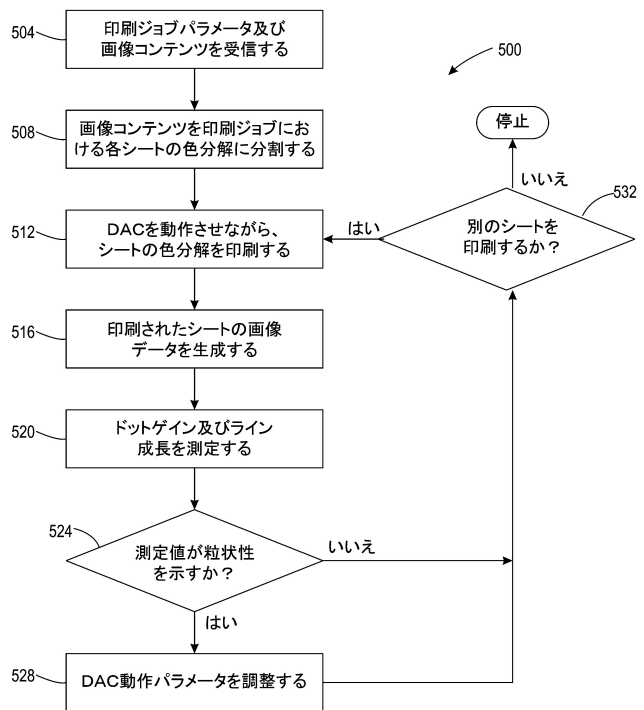 504
印刷ジョブパラメータ及び
画像コンテンツを受信する
500
508
画像コンテンツを印刷ジョブにお
ける各シートの色分解に分割する
停止
いいえ
532
512
DACを動作させながら、
シートの色分解を印刷する
はい
別のシートを
印刷するか？
516
印刷されたシートの画像
データを生成する
520
ドットゲイン及びライン
成長を測定する
524
測定値が粒状性
を示すか？
いいえ
はい
528
DAC動作パラメータを調整する